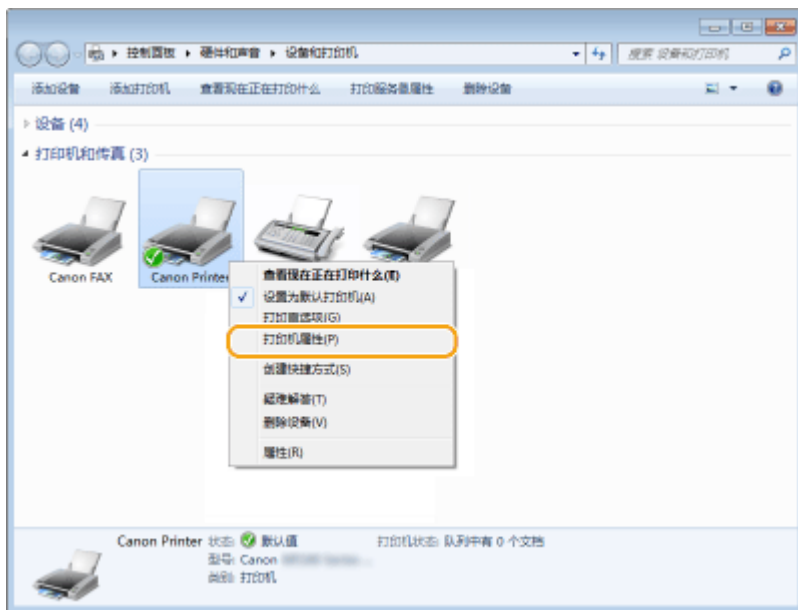 控制面板 ▸ 硬件和声音 ▸ 设备和打印机
搜索 设备和打印机
添加设备 添加打印机 查看现在正在打印什么 打印服务器属性 删除设备
设备 (4)
打印机和传真 (3)
Canon FAX
Canon Printer
查看现在正在打印什么(E)
设置为默认打印机(A)
打印首选项(G)
打印机属性(P)
创建快捷方式(S)
疑难解答(T)
删除设备(V)
属性(R)
Canon Printer 状态: 默认值 打印机状态: 队列中有 0 个文档
型号: Canon
类别: 打印机